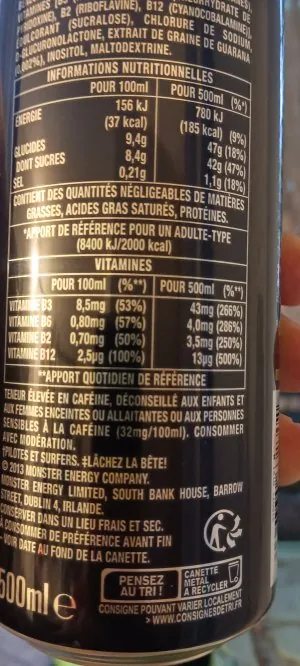 VITAMINES
(PYRIDOXINE), B2 (RIBOFLAVINE), B12 (CYANOCOBALAMINE),
(SUCRALOSE), CHLORURE DE SODIUM,
D-GLUCURONOLACTONE, EXTRAIT DE GRAINE DE GUARANA
(0,002%), INOSITOL, MALTODEXTRINE.
INFORMATIONS NUTRITIONNELLES
POUR 100ml POUR 500ml (%*)
ENERGIE 156 kJ 780 kJ
(37 kcal) (185 kcal) (9%)
GLUCIDES 9,4g 47g (18%)
DONT SUCRES 8,4g 42g (47%)
SEL 0,21g 1,1g (18%)
CONTIENT DES QUANTITÉS NÉGLIGEABLES DE MATIÈRES
GRASSES, ACIDES GRAS SATURÉS, PROTÉINES.
*APPORT DE RÉFÉRENCE POUR UN ADULTE-TYPE
(8400 kJ/2000 kcal)
VITAMINES
POUR 100ml (%**) POUR 500ml (%**)
VITAMINE B3 8,5mg (53%) 43mg (266%)
VITAMINE B6 0,80mg (57%) 4,0mg (286%)
VITAMINE B2 0,70mg (50%) 3,5mg (250%)
VITAMINE B12 2,5µg (100%) 13µg (500%)
**APPORT QUOTIDIEN DE RÉFÉRENCE
TENEUR ÉLEVÉE EN CAFÉINE. DÉCONSEILLÉ AUX ENFANTS ET
AUX FEMMES ENCEINTES OU ALLAITANTES OU AUX PERSONNES
SENSIBLES À LA CAFÉINE (32mg/100ml). CONSOMMER
AVEC MODÉRATION.
†PILOTES ET SURFERS. ‡LÂCHEZ LA BÊTE!
© 2013 MONSTER ENERGY COMPANY.
MONSTER ENERGY LIMITED, SOUTH BANK HOUSE, BARROW
STREET, DUBLIN 4, IRLANDE.
CONSERVER DANS UN LIEU FRAIS ET SEC.
À CONSOMMER DE PRÉFÉRENCE AVANT FIN
- VOIR DATE AU FOND DE LA CANETTE.
500ml e
PENSEZ
AU TRI !
CANETTE
MÉTAL
À RECYCLER
CONSIGNE POUVANT VARIER LOCALEMENT
> WWW.CONSIGNESDETRI.FR